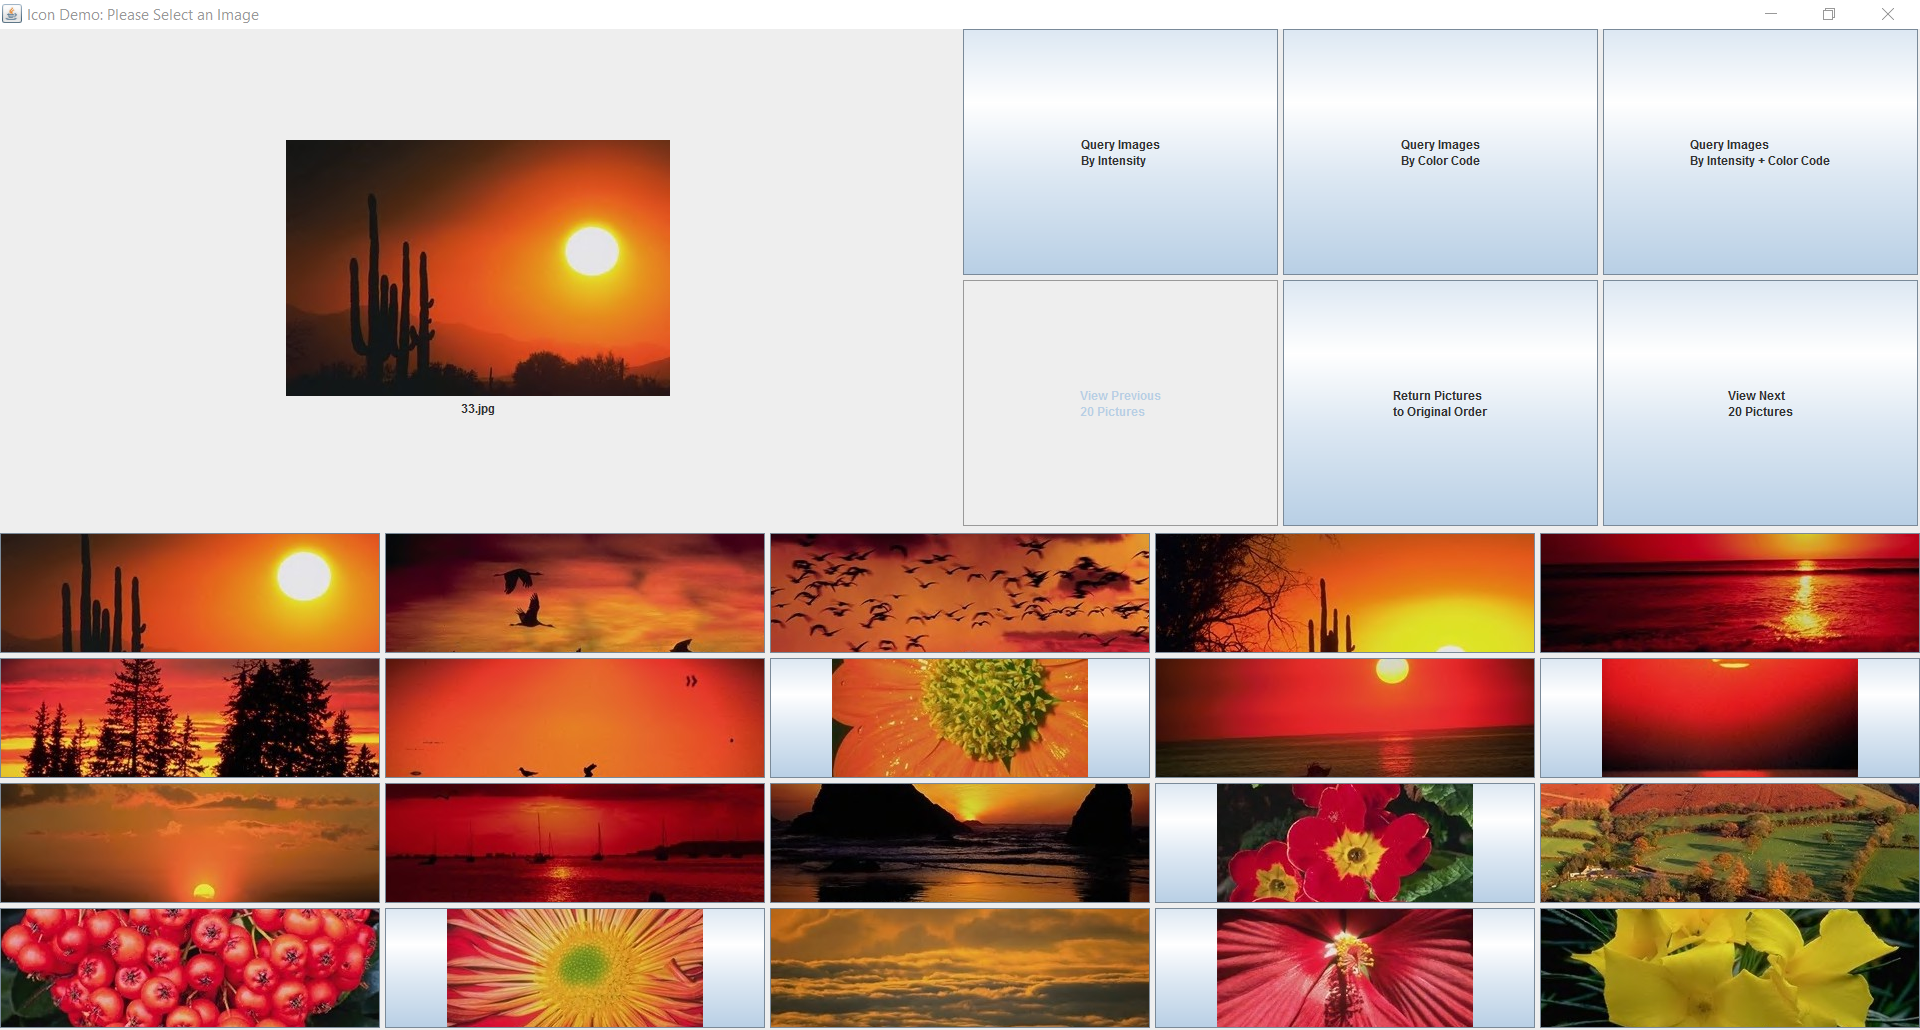 Icon Demo: Please Select an Image
33.jpg
Query Images
By Intensity
Query Images
By Color Code
Query Images
By Intensity + Color Code
View Previous
20 Pictures
Return Pictures
to Original Order
View Next
20 Pictures